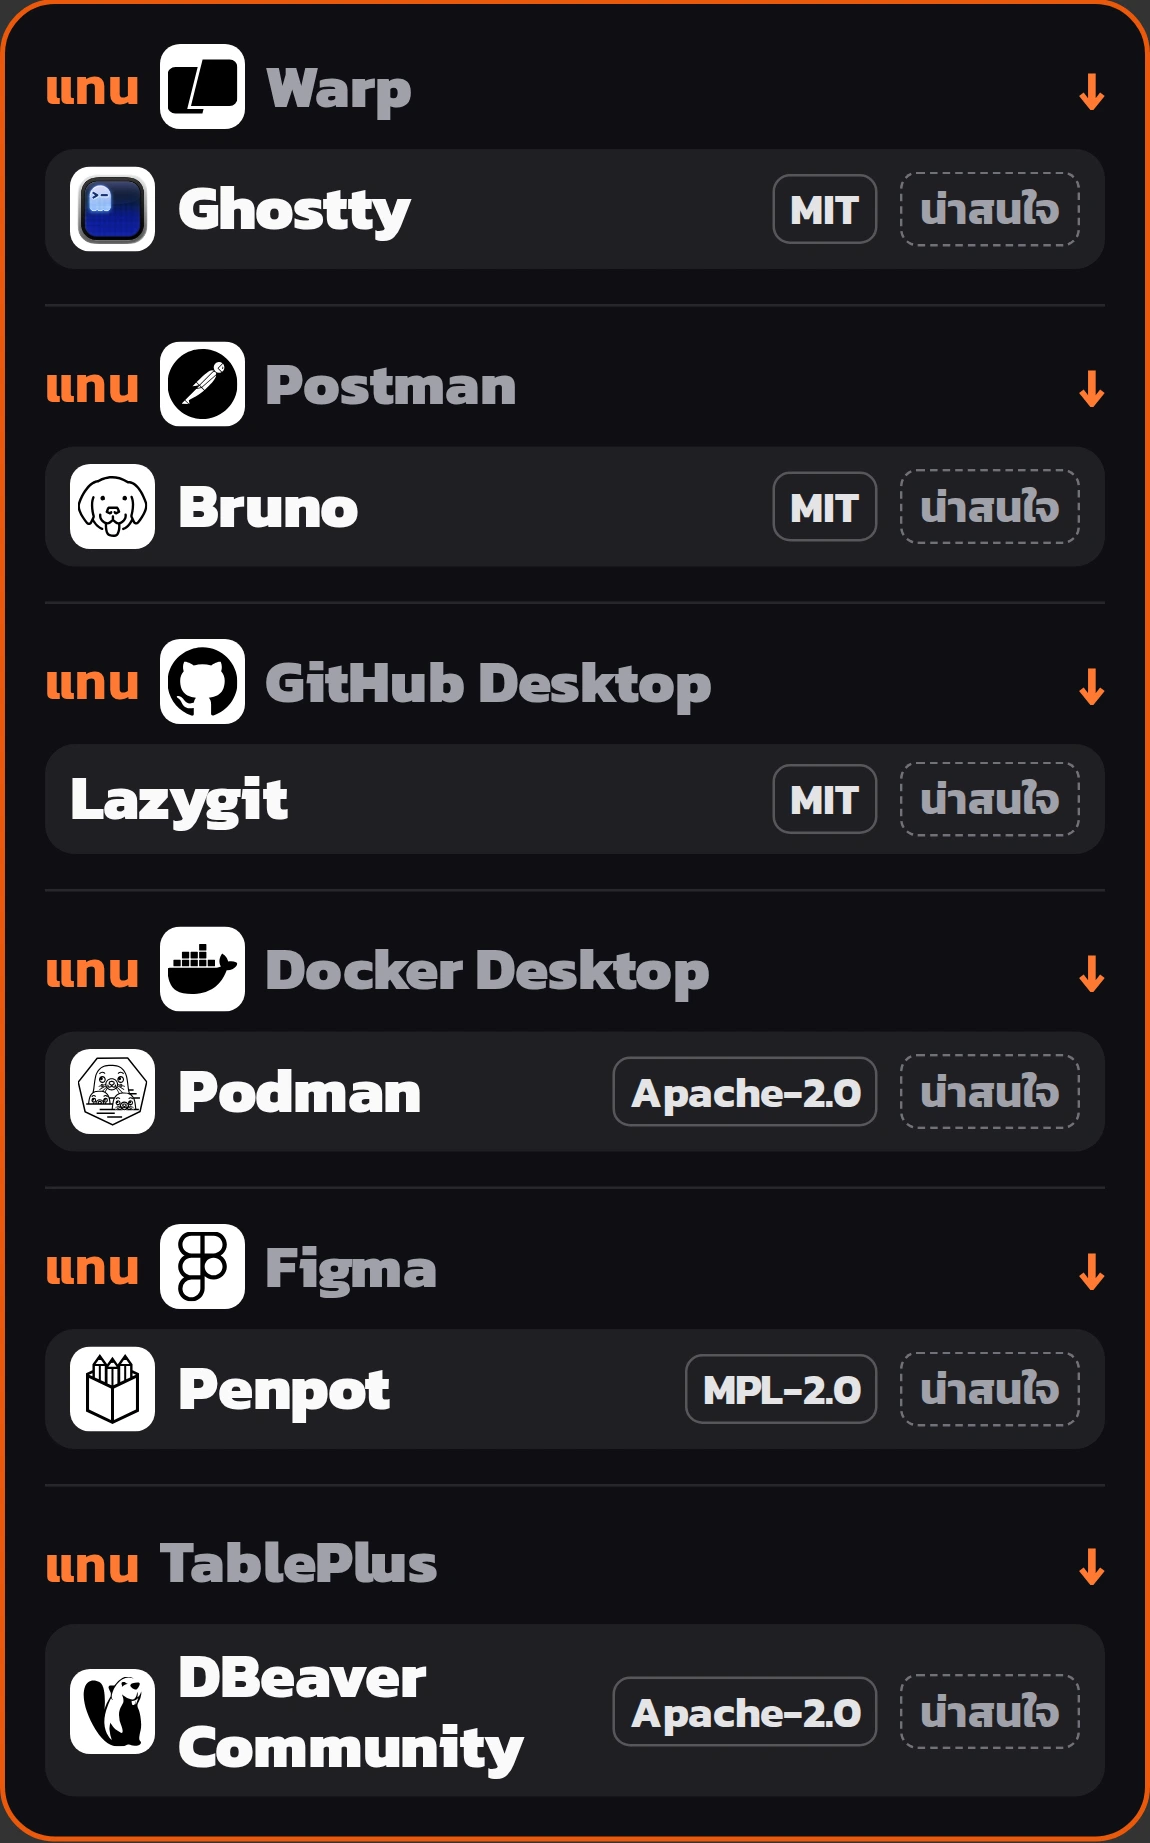 แทน Warp ↓
Ghostty MIT น่าสนใจ
แทน Postman ↓
Bruno MIT น่าสนใจ
แทน GitHub Desktop ↓
Lazygit MIT น่าสนใจ
แทน Docker Desktop ↓
Podman Apache-2.0 น่าสนใจ
แทน Figma ↓
Penpot MPL-2.0 น่าสนใจ
แทน TablePlus ↓
DBeaver
Community Apache-2.0 น่าสนใจ